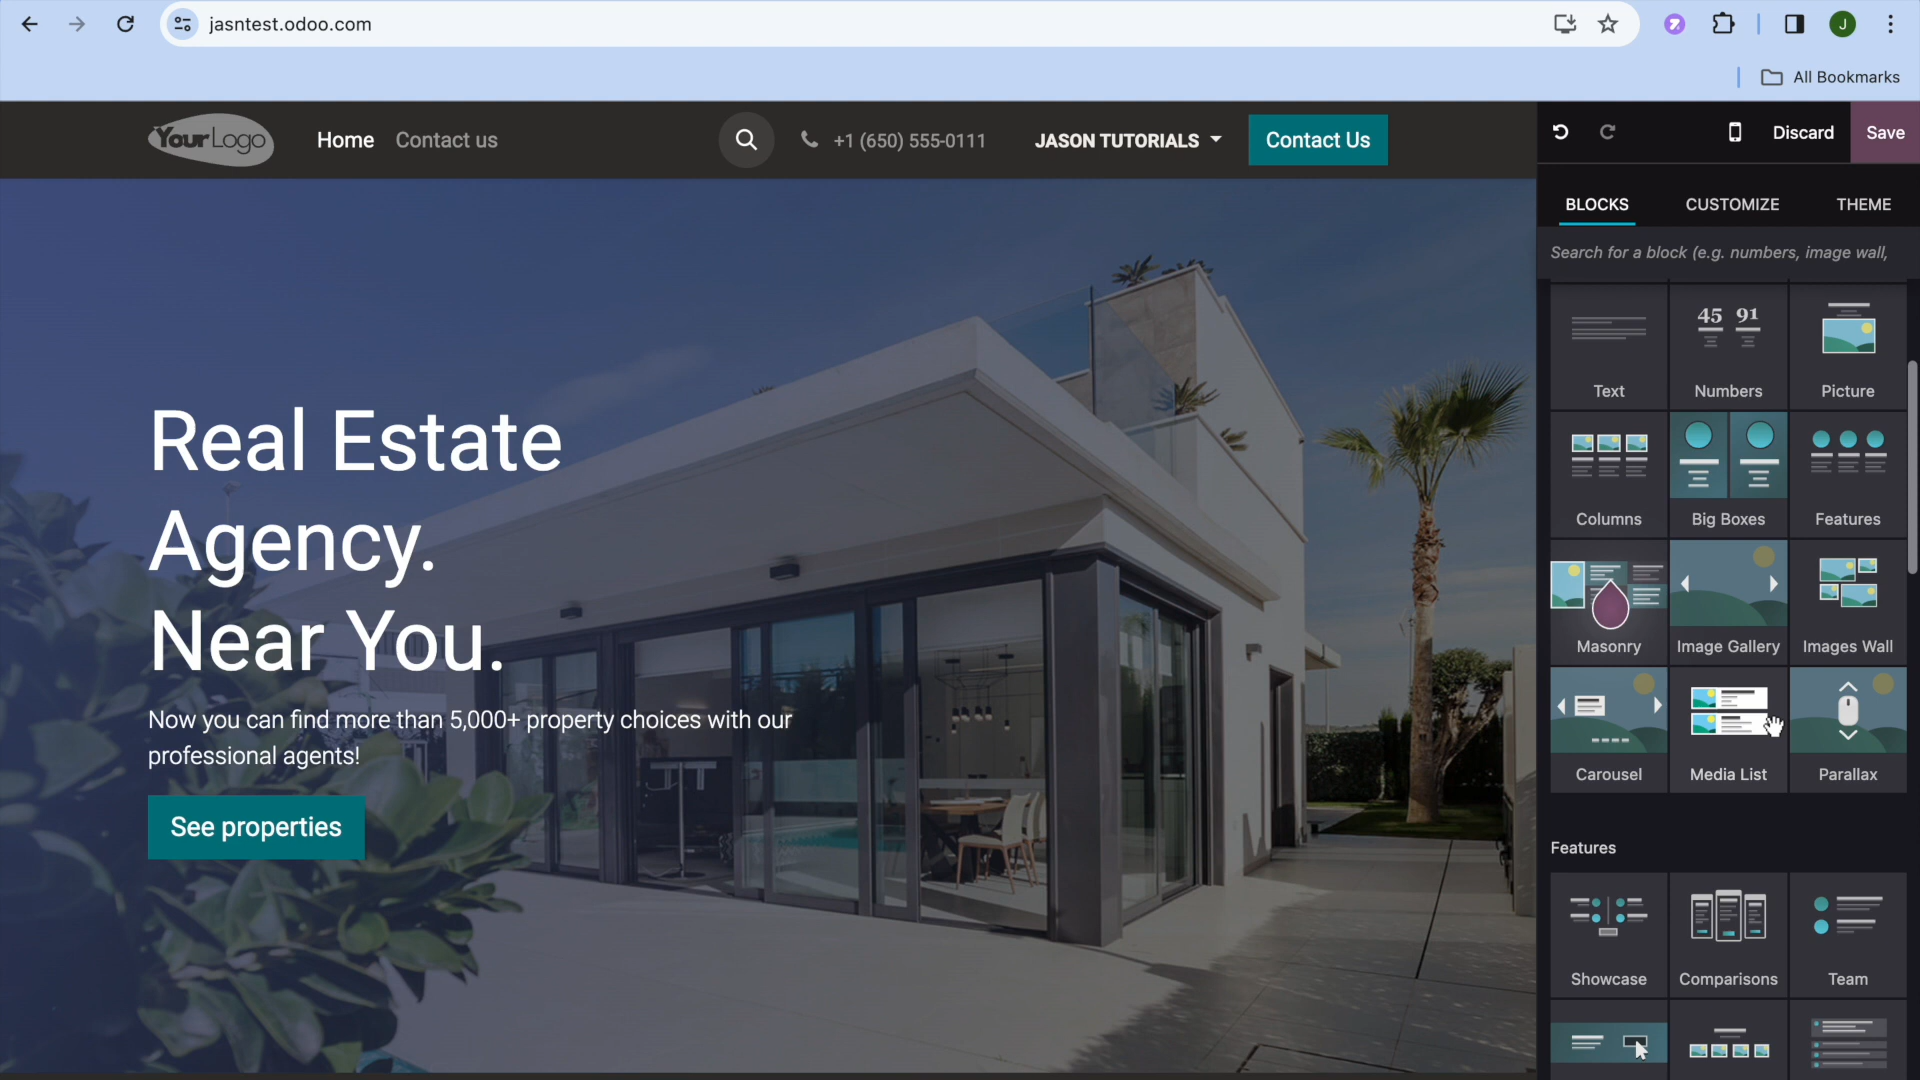 jasntest.odoo.com
J
All Bookmarks
YourLogo
Home
Contact us
+1 (650) 555-0111
JASON TUTORIALS
Contact Us
Discard
Save
BLOCKS
CUSTOMIZE
THEME
Search for a block (e.g. numbers, image wall,
Real Estate
Agency.
Near You.
Now you can find more than 5,000+ property choices with our
professional agents!
See properties
45 91
Text
Numbers
Picture
Columns
Big Boxes
Features
Masonry
Image Gallery
Images Wall
Carousel
Media List
Parallax
Features
Showcase
Comparisons
Team